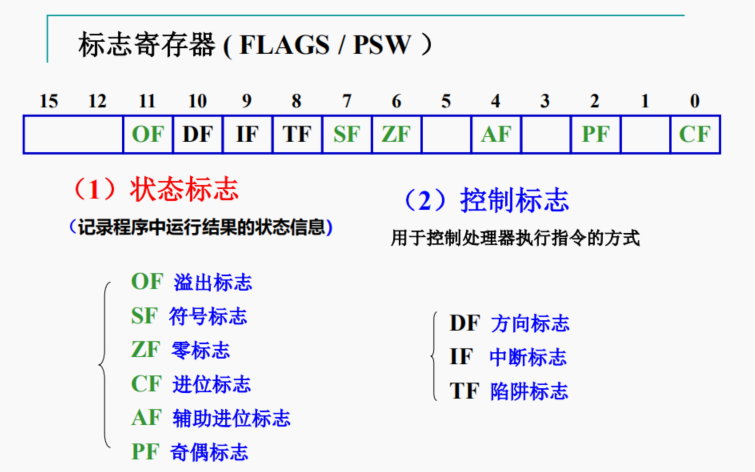 标志寄存器 ( FLAGS / PSW )
15 12 11 10 9 8 7 6 5 4 3 2 1 0
OF DF IF TF SF ZF AF PF CF
(1)状态标志
(记录程序中运行结果的状态信息)
OF 溢出标志
SF 符号标志
ZF 零标志
CF 进位标志
AF 辅助进位标志
PF 奇偶标志
(2)控制标志
用于控制处理器执行指令的方式
DF 方向标志
IF 中断标志
TF 陷阱标志